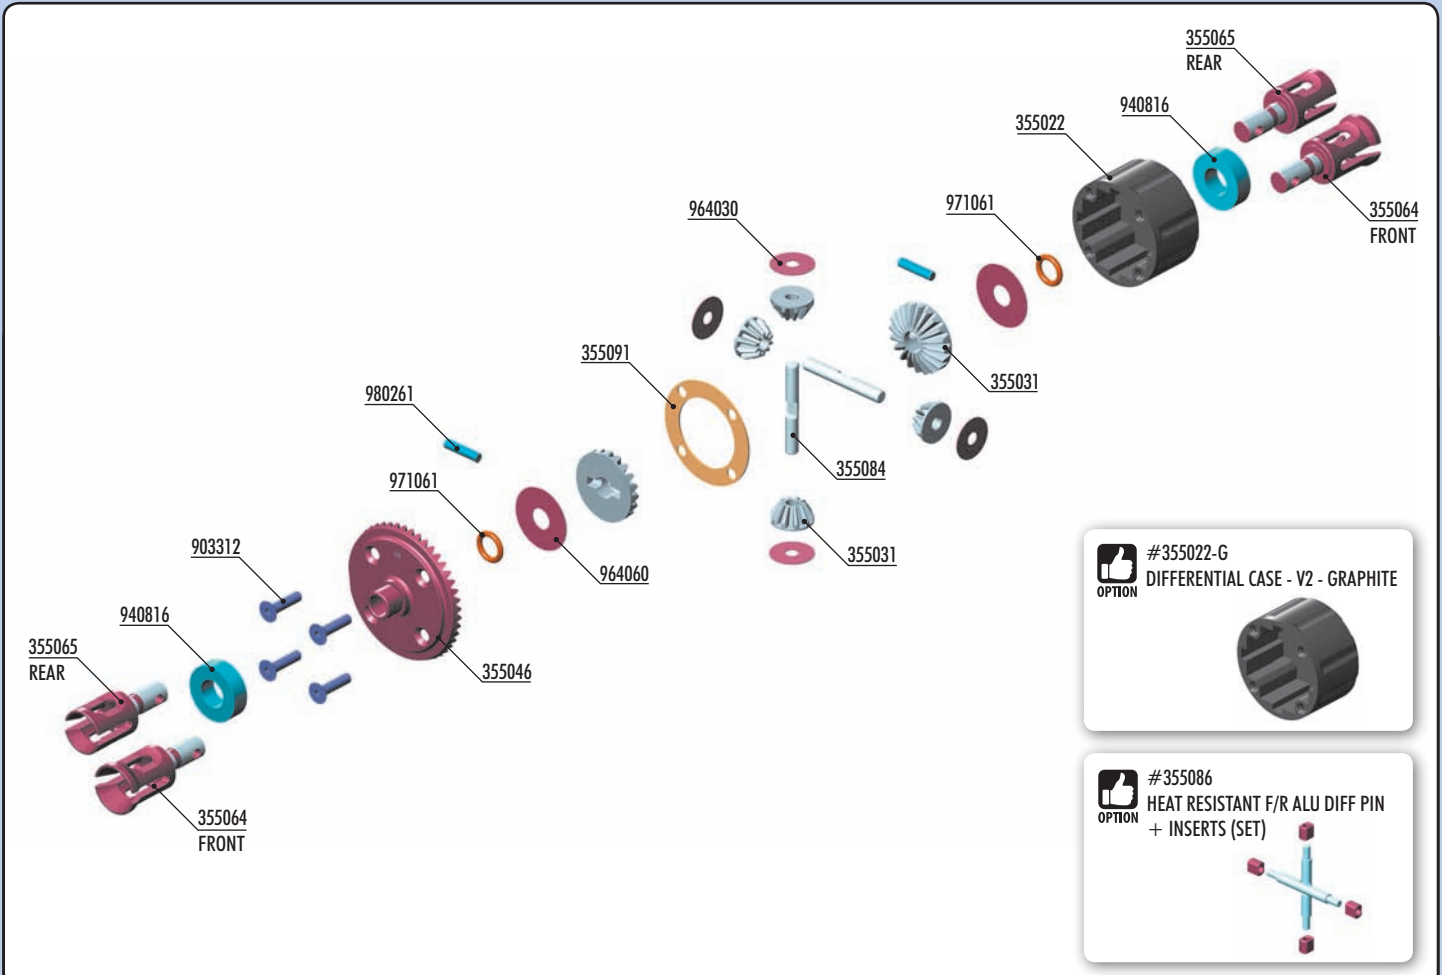 355065
REAR
940816
355022
355064
FRONT
971061
964030
355031
355091
980261
355084
971061
903312
964060
355031
940816
355046
355065
REAR
355064
FRONT
OPTION
#355022-G
DIFFERENTIAL CASE - V2 - GRAPHITE
OPTION
#355086
HEAT RESISTANT F/R ALU DIFF PIN
+ INSERTS (SET)